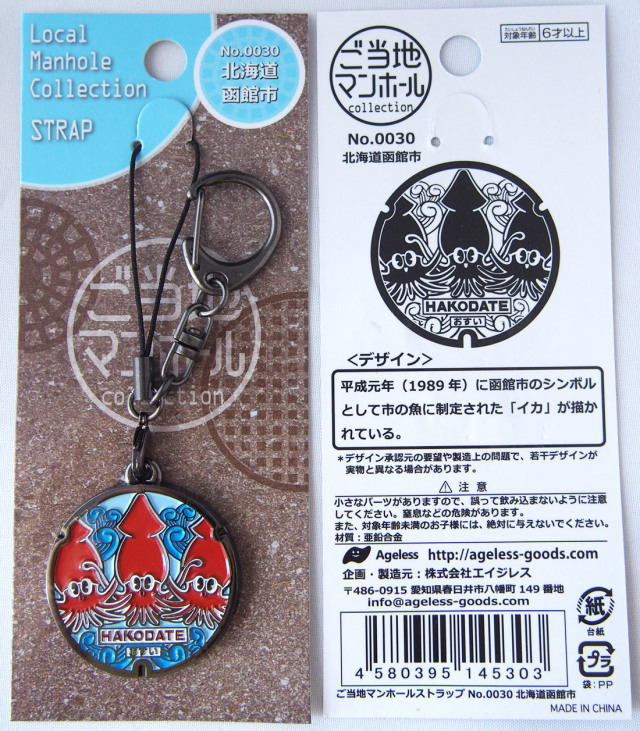 Local
Manhole
Collection
STRAP
No.0030
北海道
函館市
ご当地
マンホール
collection
HAKODATE
おすい
ご当地
マンホール
collection
対象年齢 6才以上
No.0030
北海道函館市
HAKODATE
おすい
<デザイン>
平成元年（1989年）に函館市のシンボル
として市の魚に制定された「イカ」が描か
れている。
*デザイン承認元の要望や製造上の問題で、若干デザインが
実物と異なる場合があります。
⚠ 注 意
小さなパーツがありますので、誤って飲み込まないように注意
してください。窒息などの危険があります。
また、対象年齢未満のお子様には、絶対に与えないでください。
材質：亜鉛合金
Ageless http://ageless-goods.com
企画・製造元：株式会社エイジレス
〒486-0915 愛知県春日井市八幡町 149 番地
info@ageless-goods.com
紙
台紙
プラ
袋:PP
4 580395 145303
ご当地マンホールストラップ No.0030 北海道函館市
MADE IN CHINA